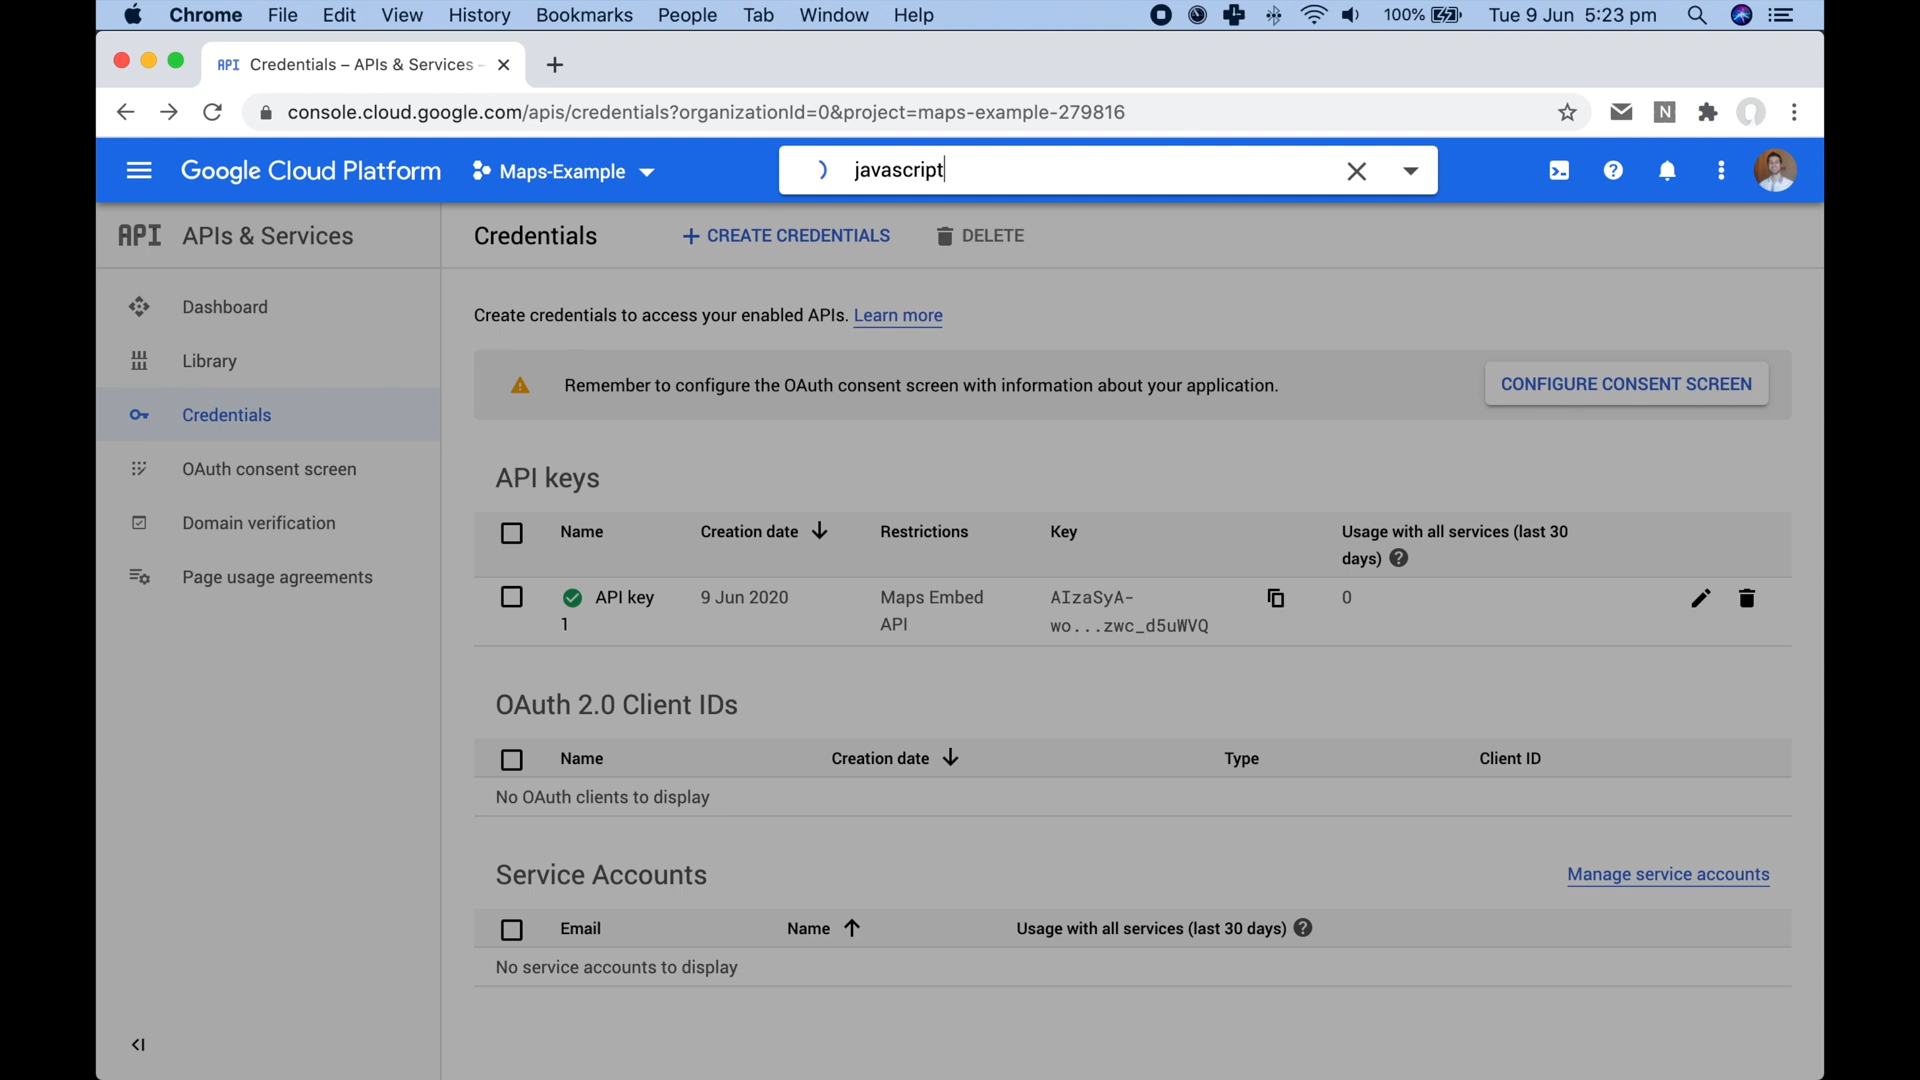 Chrome File Edit View History Bookmarks People Tab Window Help 100% Tue 9 Jun 5:23 pm
API Credentials – APIs & Services -
console.cloud.google.com/apis/credentials?organizationId=0&project=maps-example-279816 N
Google Cloud Platform Maps-Example javascript
API APIs & Services Credentials + CREATE CREDENTIALS DELETE
Dashboard
Library
Credentials
OAuth consent screen
Domain verification
Page usage agreements
Create credentials to access your enabled APIs. Learn more
Remember to configure the OAuth consent screen with information about your application. CONFIGURE CONSENT SCREEN
API keys
Name Creation date Restrictions Key Usage with all services (last 30
days)
API key 9 Jun 2020 Maps Embed AIzaSyA- 0
1 API wo...zwc_d5uWVQ
OAuth 2.0 Client IDs
Name Creation date Type Client ID
No OAuth clients to display
Service Accounts Manage service accounts
Email Name Usage with all services (last 30 days)
No service accounts to display